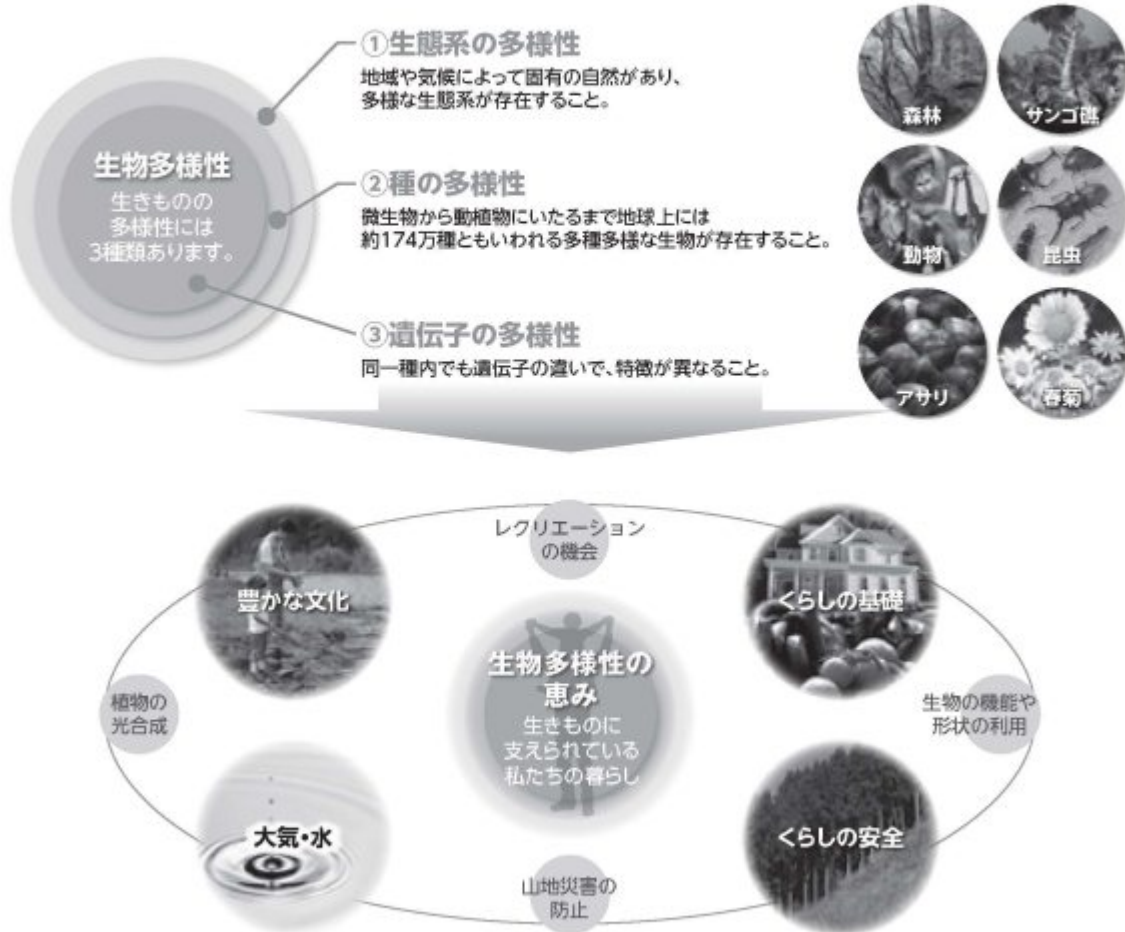 ①生態系の多様性
地域や気候によって固有の自然があり、
多様な生態系が存在すること。
森林
サンゴ礁
生物多様性
生きものの
多様性には
3種類あります。
②種の多様性
微生物から動植物にいたるまで地球上には
約174万種ともいわれる多種多様な生物が存在すること。
動物
昆虫
③遺伝子の多様性
同一種内でも遺伝子の違いで、特徴が異なること。
アサリ
春菊
レクリエーション
の機会
豊かな文化
くらしの基礎
生物多様性の
恵み
生きものに
支えられている
私たちの暮らし
植物の
光合成
生物の機能や
形状の利用
大気・水
くらしの安全
山地災害の
防止